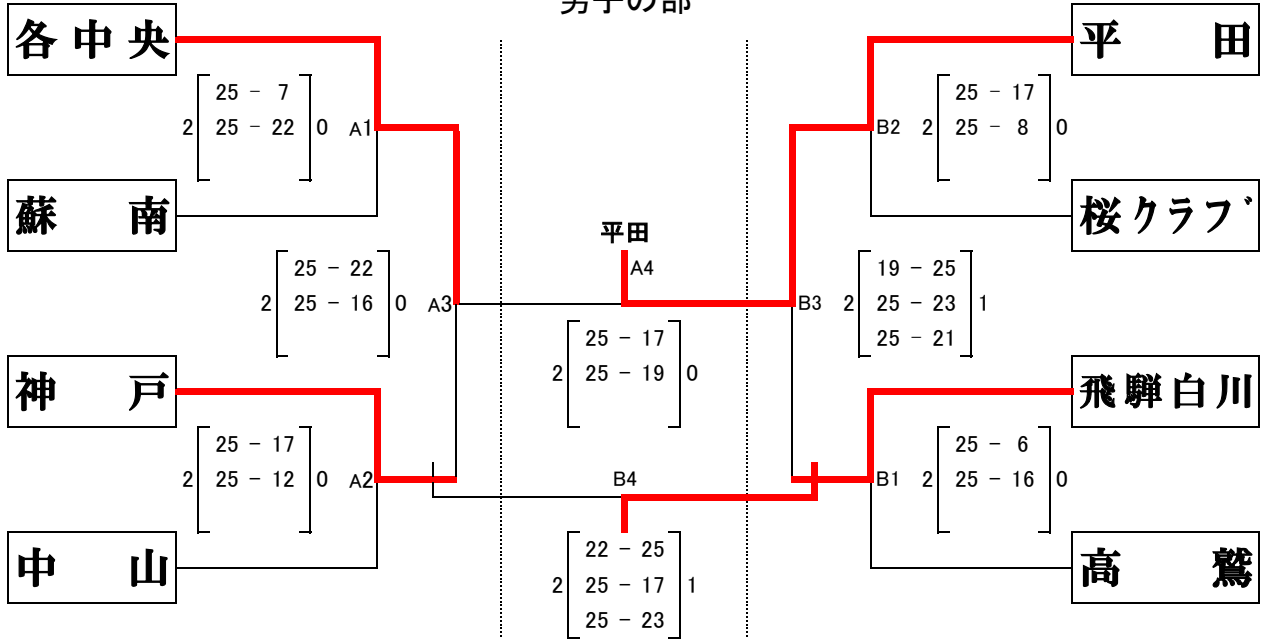 男子の部
各中央
平田
25 - 7
2 25 - 22 0 A1
25 - 17
B2 2 25 - 8 0
蘇南
桜クラブ
平田
A4
25 - 22
2 25 - 16 0 A3
19 - 25
B3 2 25 - 23 1
25 - 21
25 - 17
2 25 - 19 0
神戸
飛騨白川
25 - 17
2 25 - 12 0 A2
25 - 6
B1 2 25 - 16 0
B4
中山
高鷲
22 - 25
2 25 - 17 1
25 - 23